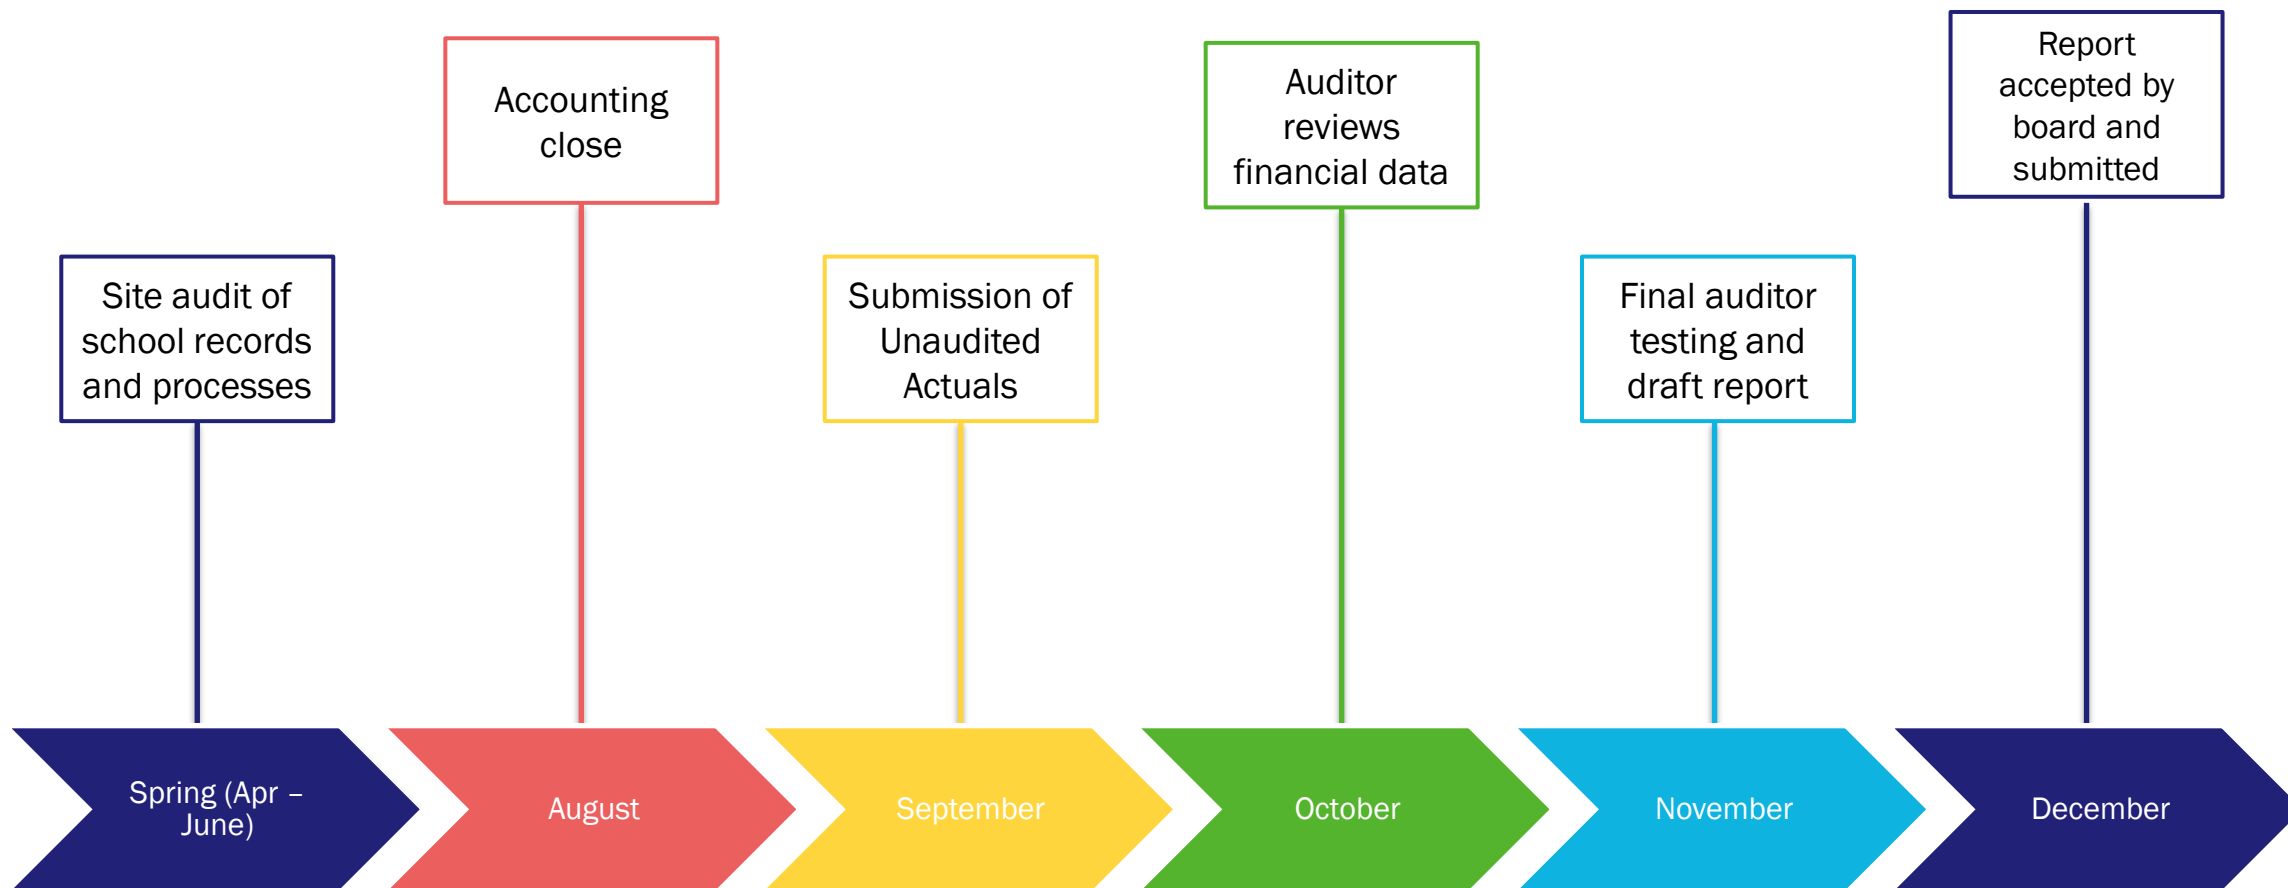 Site audit of
school records
and processes
Accounting
close
Submission of
Unaudited
Actuals
Auditor
reviews
financial data
Final auditor
testing and
draft report
Report
accepted by
board and
submitted
Spring (Apr –
June)
August
September
October
November
December